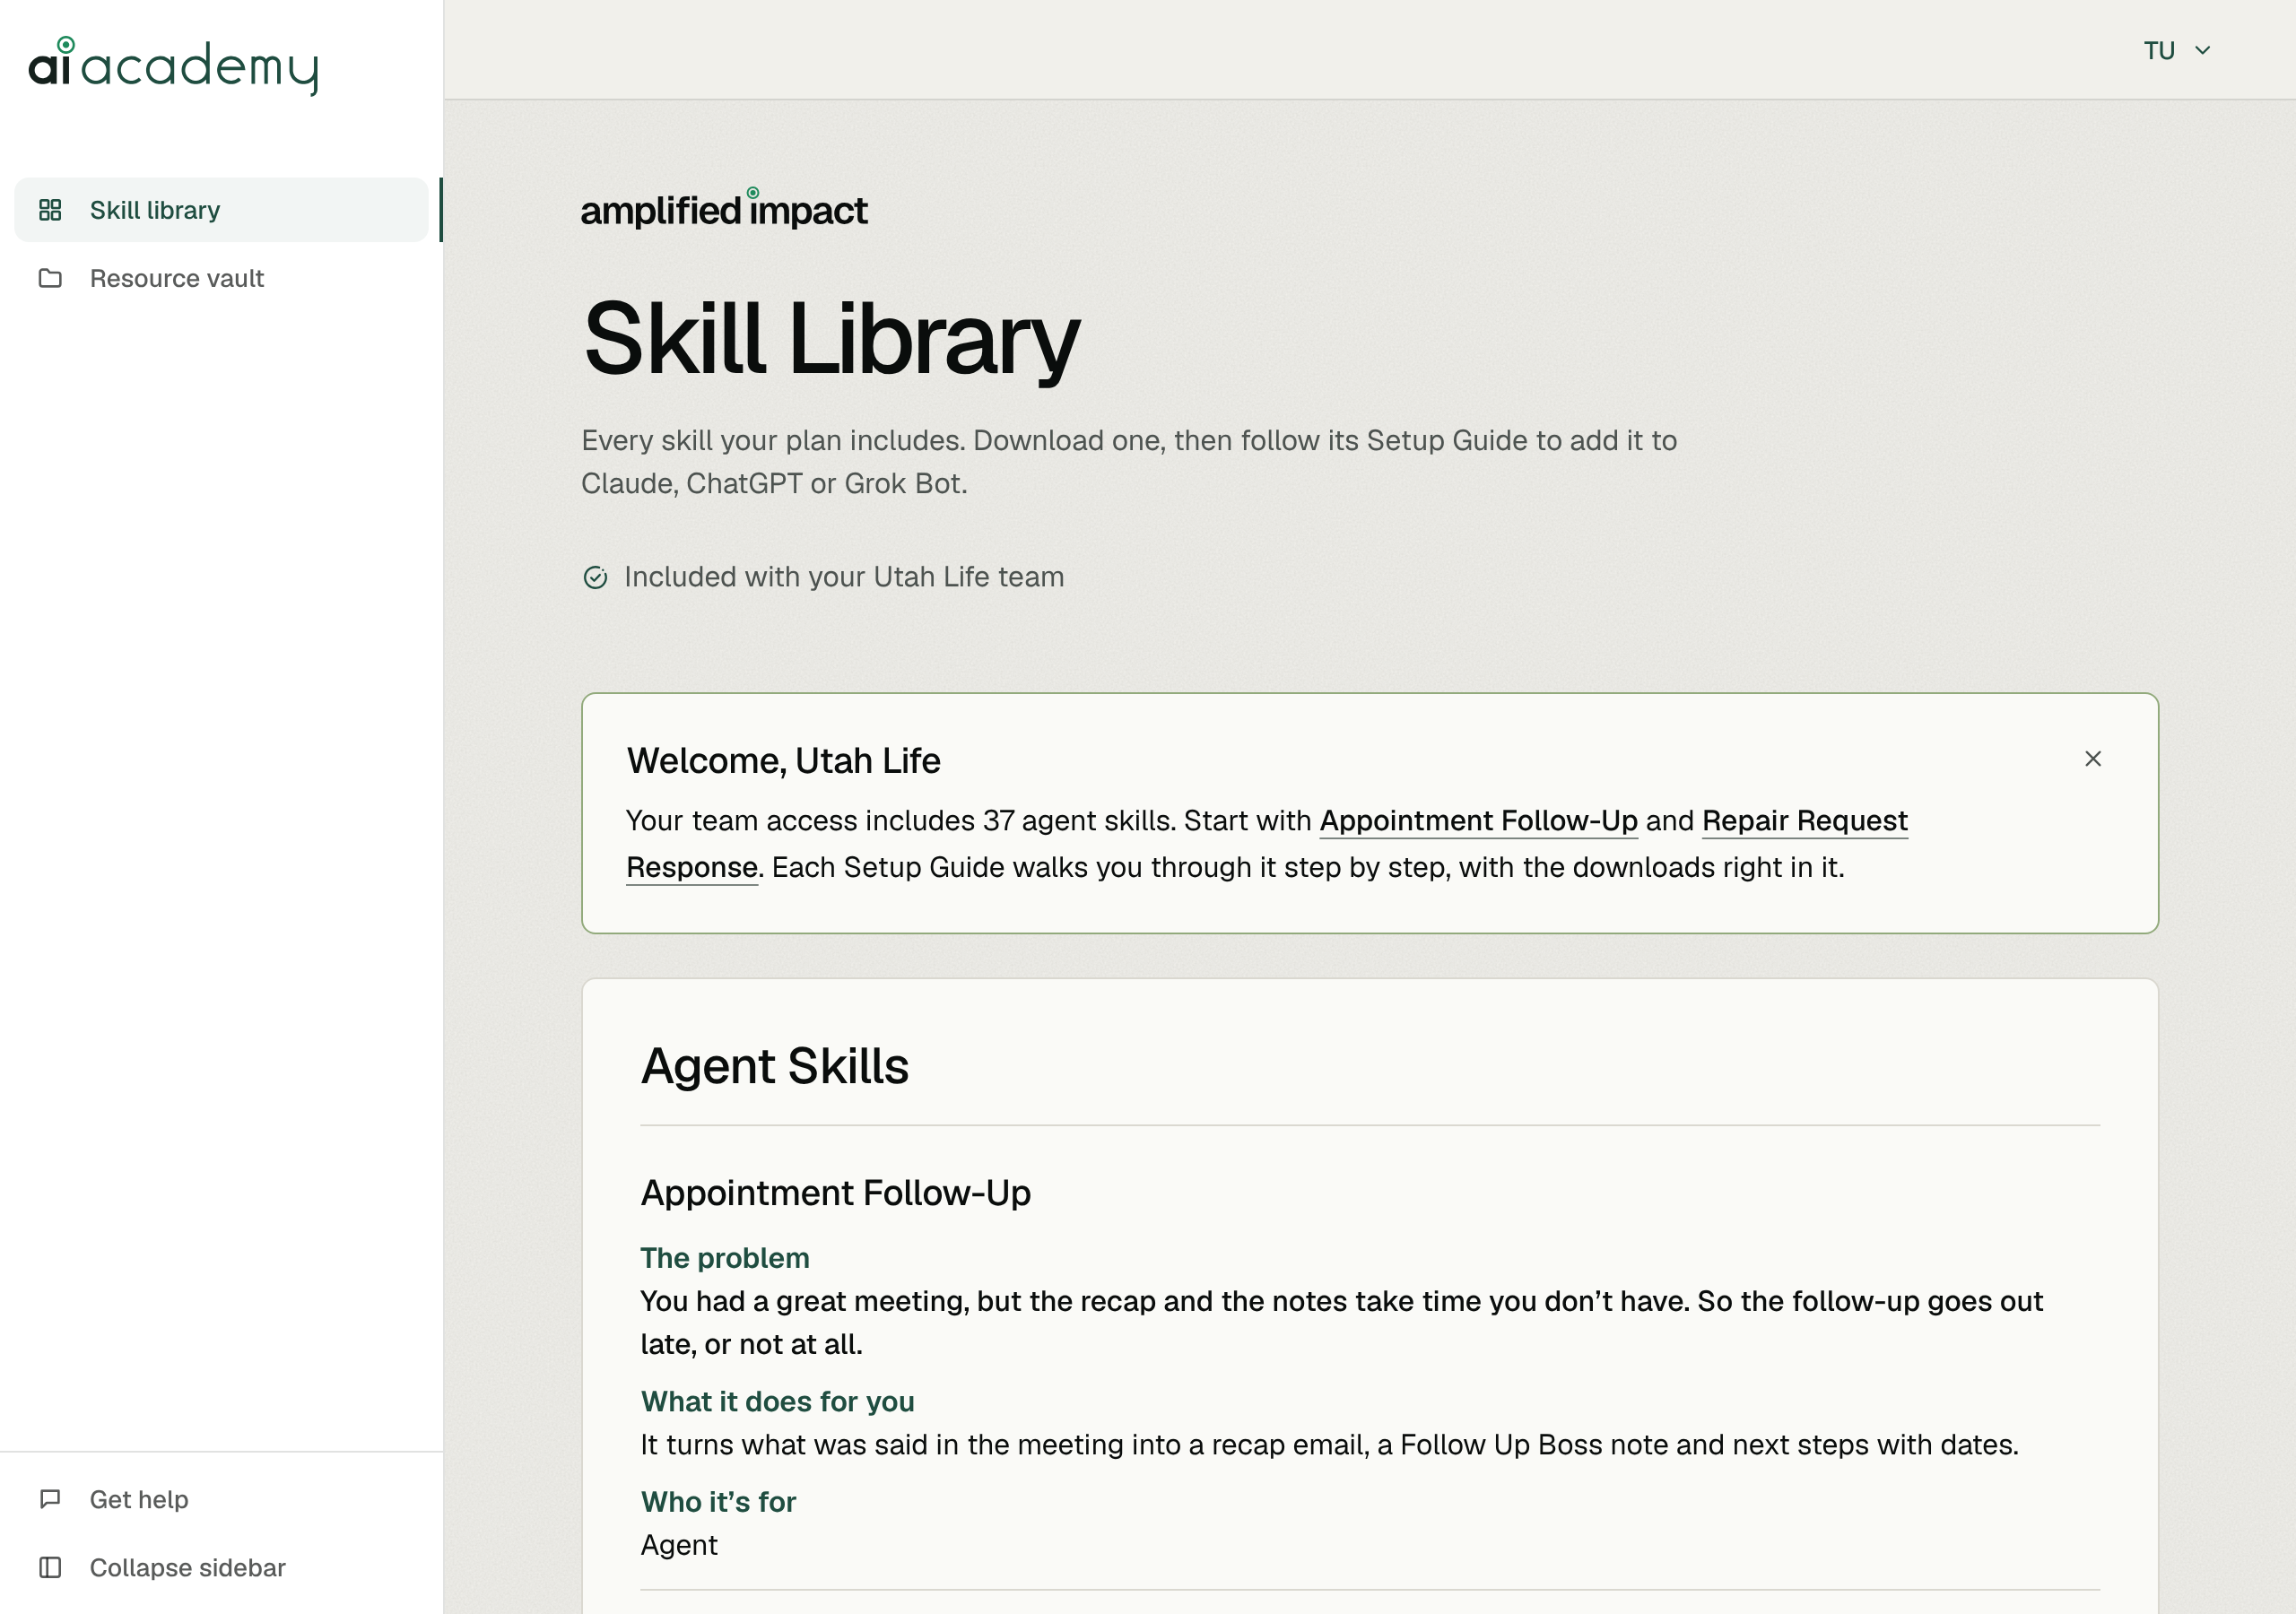 ai academy
TU
Skill library
Resource vault
amplified impact
Skill Library
Every skill your plan includes. Download one, then follow its Setup Guide to add it to
Claude, ChatGPT or Grok Bot.
Included with your Utah Life team
Welcome, Utah Life
Your team access includes 37 agent skills. Start with Appointment Follow-Up and Repair Request
Response. Each Setup Guide walks you through it step by step, with the downloads right in it.
Agent Skills
Appointment Follow-Up
The problem
You had a great meeting, but the recap and the notes take time you don’t have. So the follow-up goes out
late, or not at all.
What it does for you
It turns what was said in the meeting into a recap email, a Follow Up Boss note and next steps with dates.
Who it’s for
Agent
Get help
Collapse sidebar